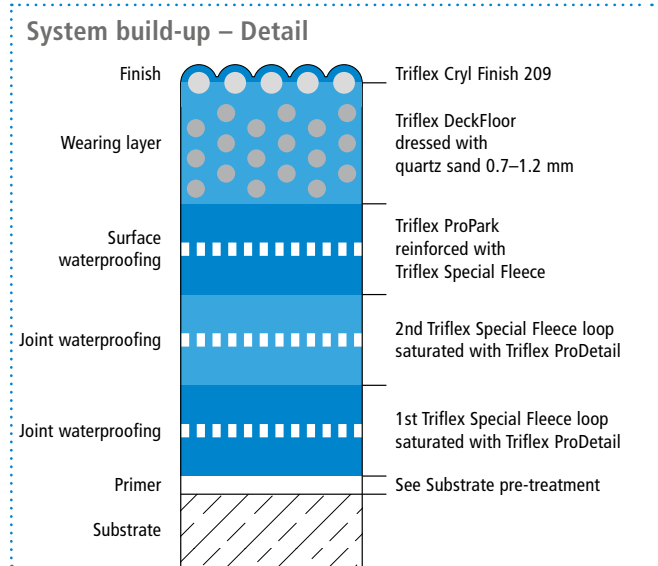 System build-up – Detail
Finish
Triflex Cryl Finish 209
Wearing layer
Triflex DeckFloor
dressed with
quartz sand 0.7–1.2 mm
Surface
waterproofing
Triflex ProPark
reinforced with
Triflex Special Fleece
Joint waterproofing
2nd Triflex Special Fleece loop
saturated with Triflex ProDetail
Joint waterproofing
1st Triflex Special Fleece loop
saturated with Triflex ProDetail
Primer
See Substrate pre-treatment
Substrate